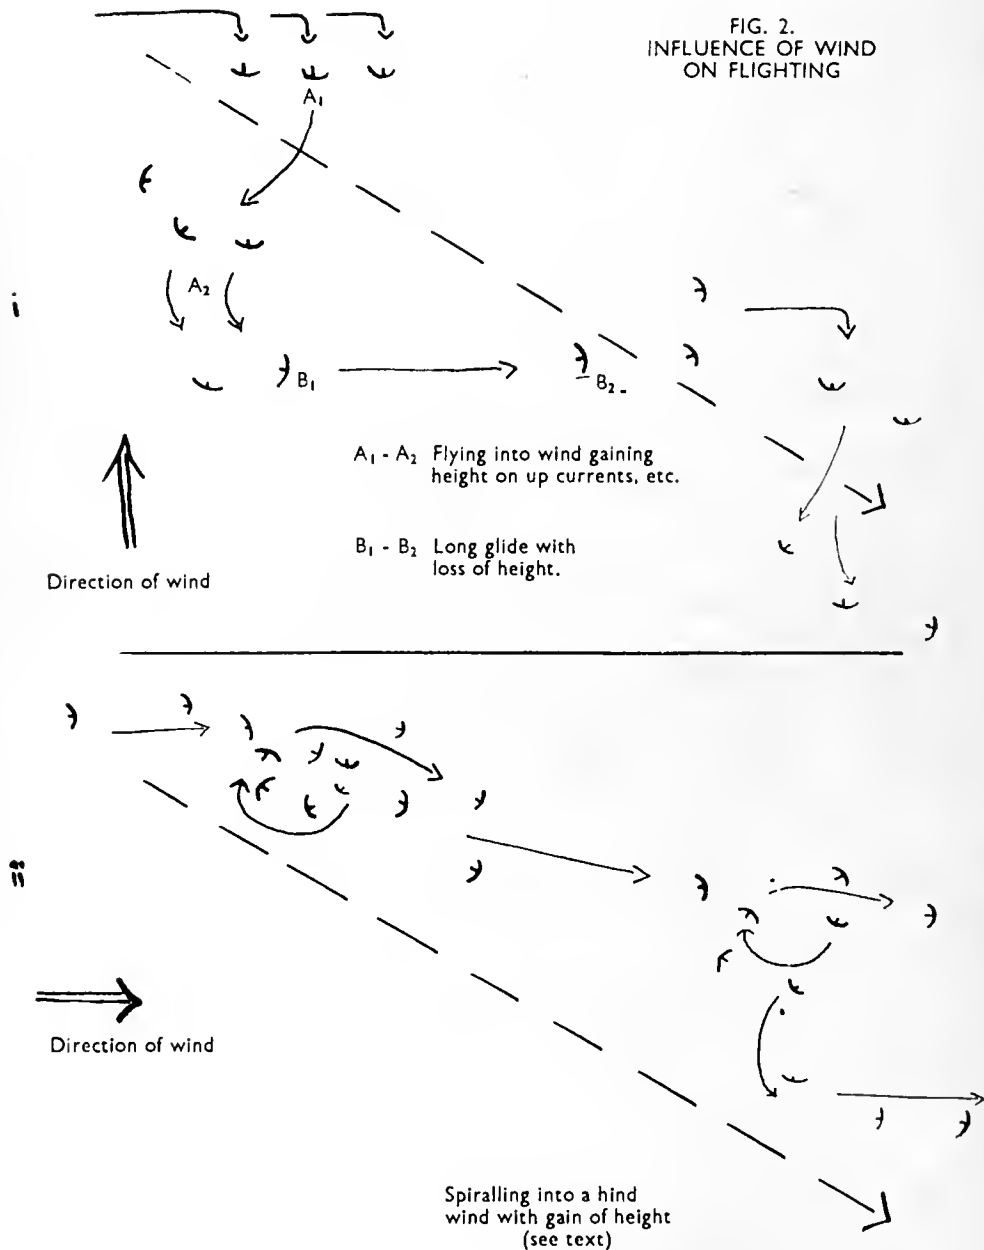 FIG. 2.
INFLUENCE OF WIND
ON FLIGHTING
A₁
i
A₂
B₁
B₂
A₁ - A₂ Flying into wind gaining
height on up currents, etc.
B₁ - B₂ Long glide with
loss of height.
Direction of wind
ii
Direction of wind
Spiralling into a hind
wind with gain of height
(see text)